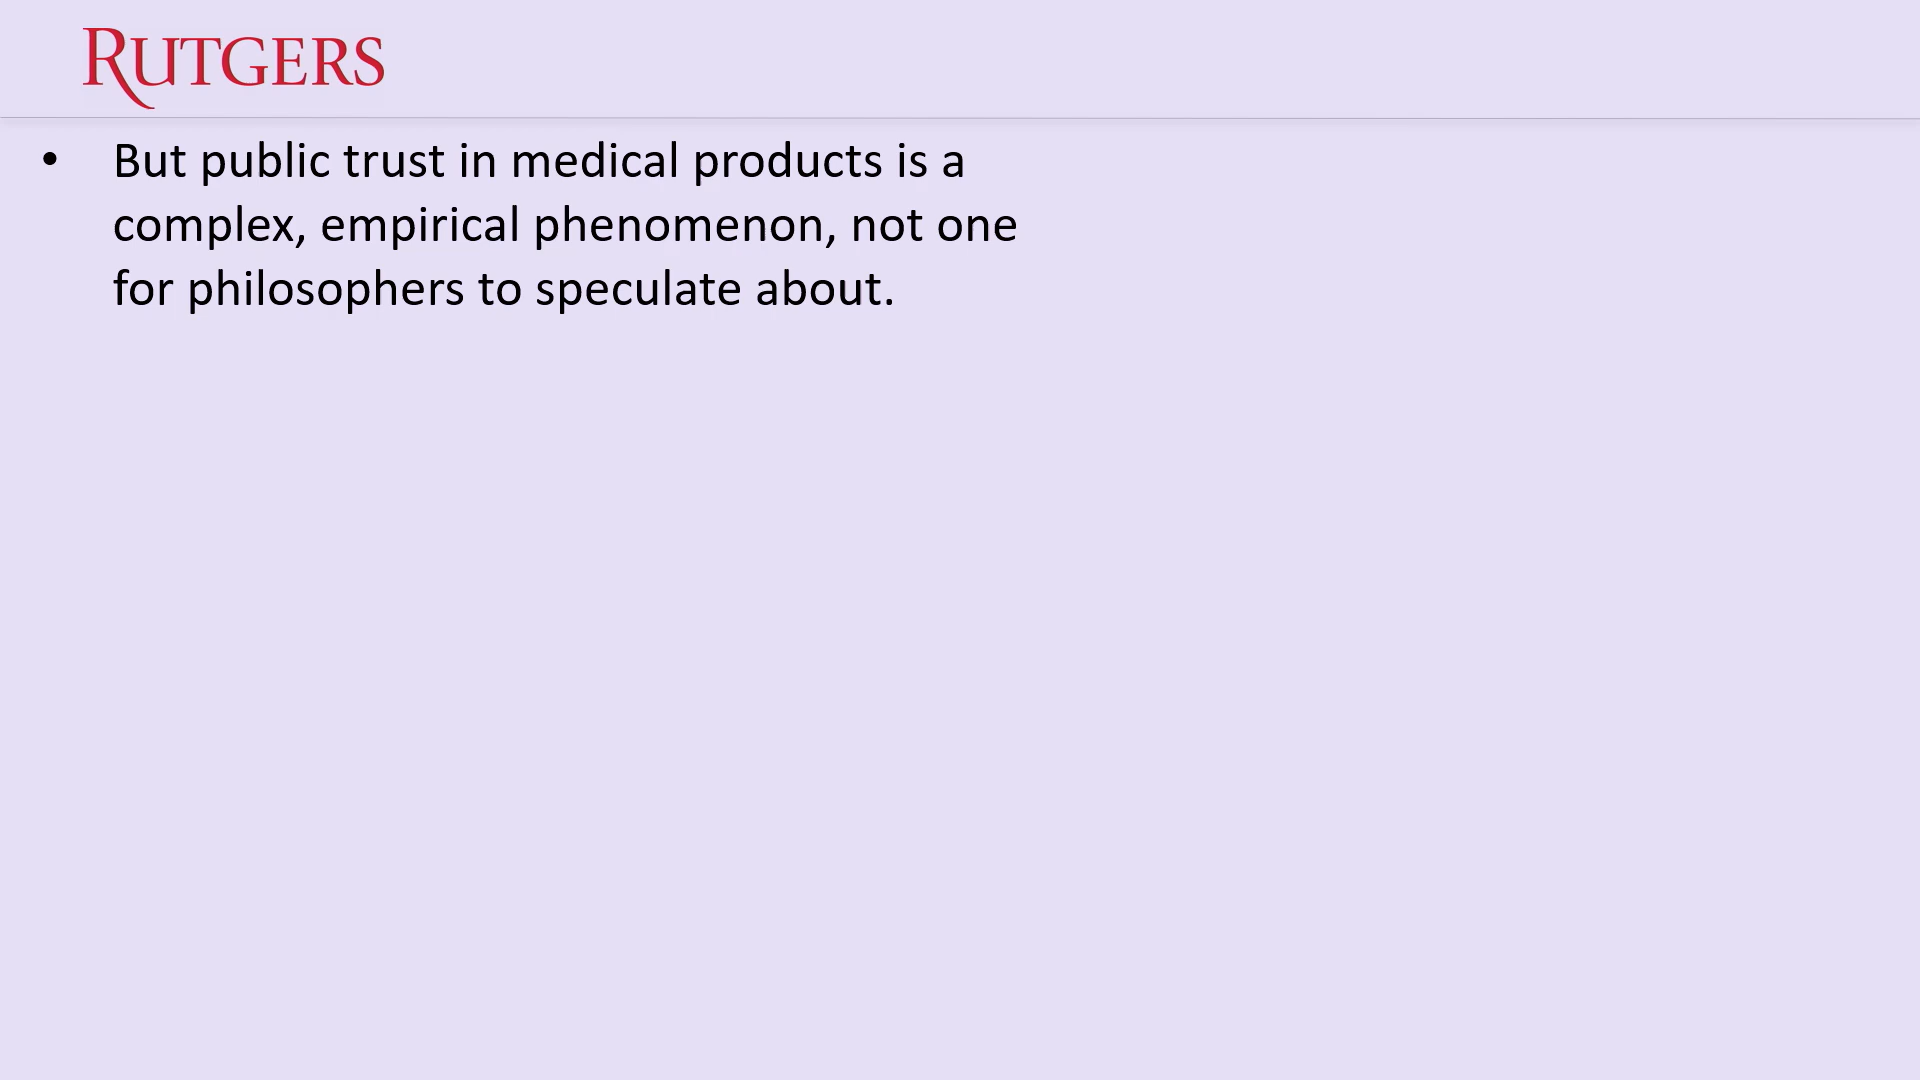 RUTGERS
• But public trust in medical products is a
complex, empirical phenomenon, not one
for philosophers to speculate about.